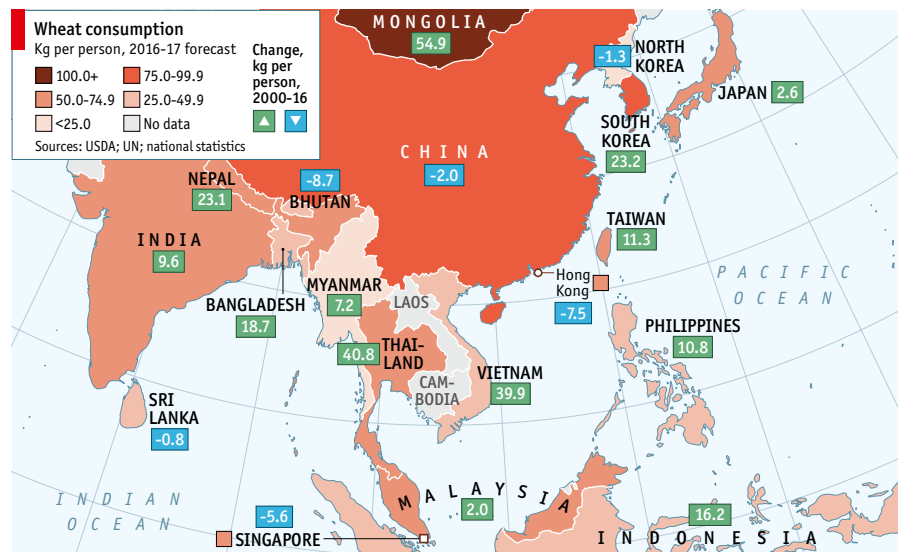 Wheat consumption
Kg per person, 2016-17 forecast
100.0+
75.0-99.9
50.0-74.9
25.0-49.9
<25.0
No data
Sources: USDA; UN; national statistics
Change,
kg per
person,
2000-16
MONGOLIA
54.9
-1.3
NORTH
KOREA
JAPAN 2.6
SOUTH
KOREA
23.2
CHINA
-2.0
NEPAL
23.1
-8.7
BHUTAN
INDIA
9.6
TAIWAN
11.3
Hong
Kong
-7.5
PACIFIC
OCEAN
BANGLADESH
18.7
MYANMAR
7.2
LAOS
THAI-
LAND
40.8
CAM-
BODIA
VIETNAM
39.9
PHILIPPINES
10.8
SRI
LANKA
-0.8
INDIAN
OCEAN
-5.6
SINGAPORE
MALAYSIA
2.0
16.2
INDONESIA